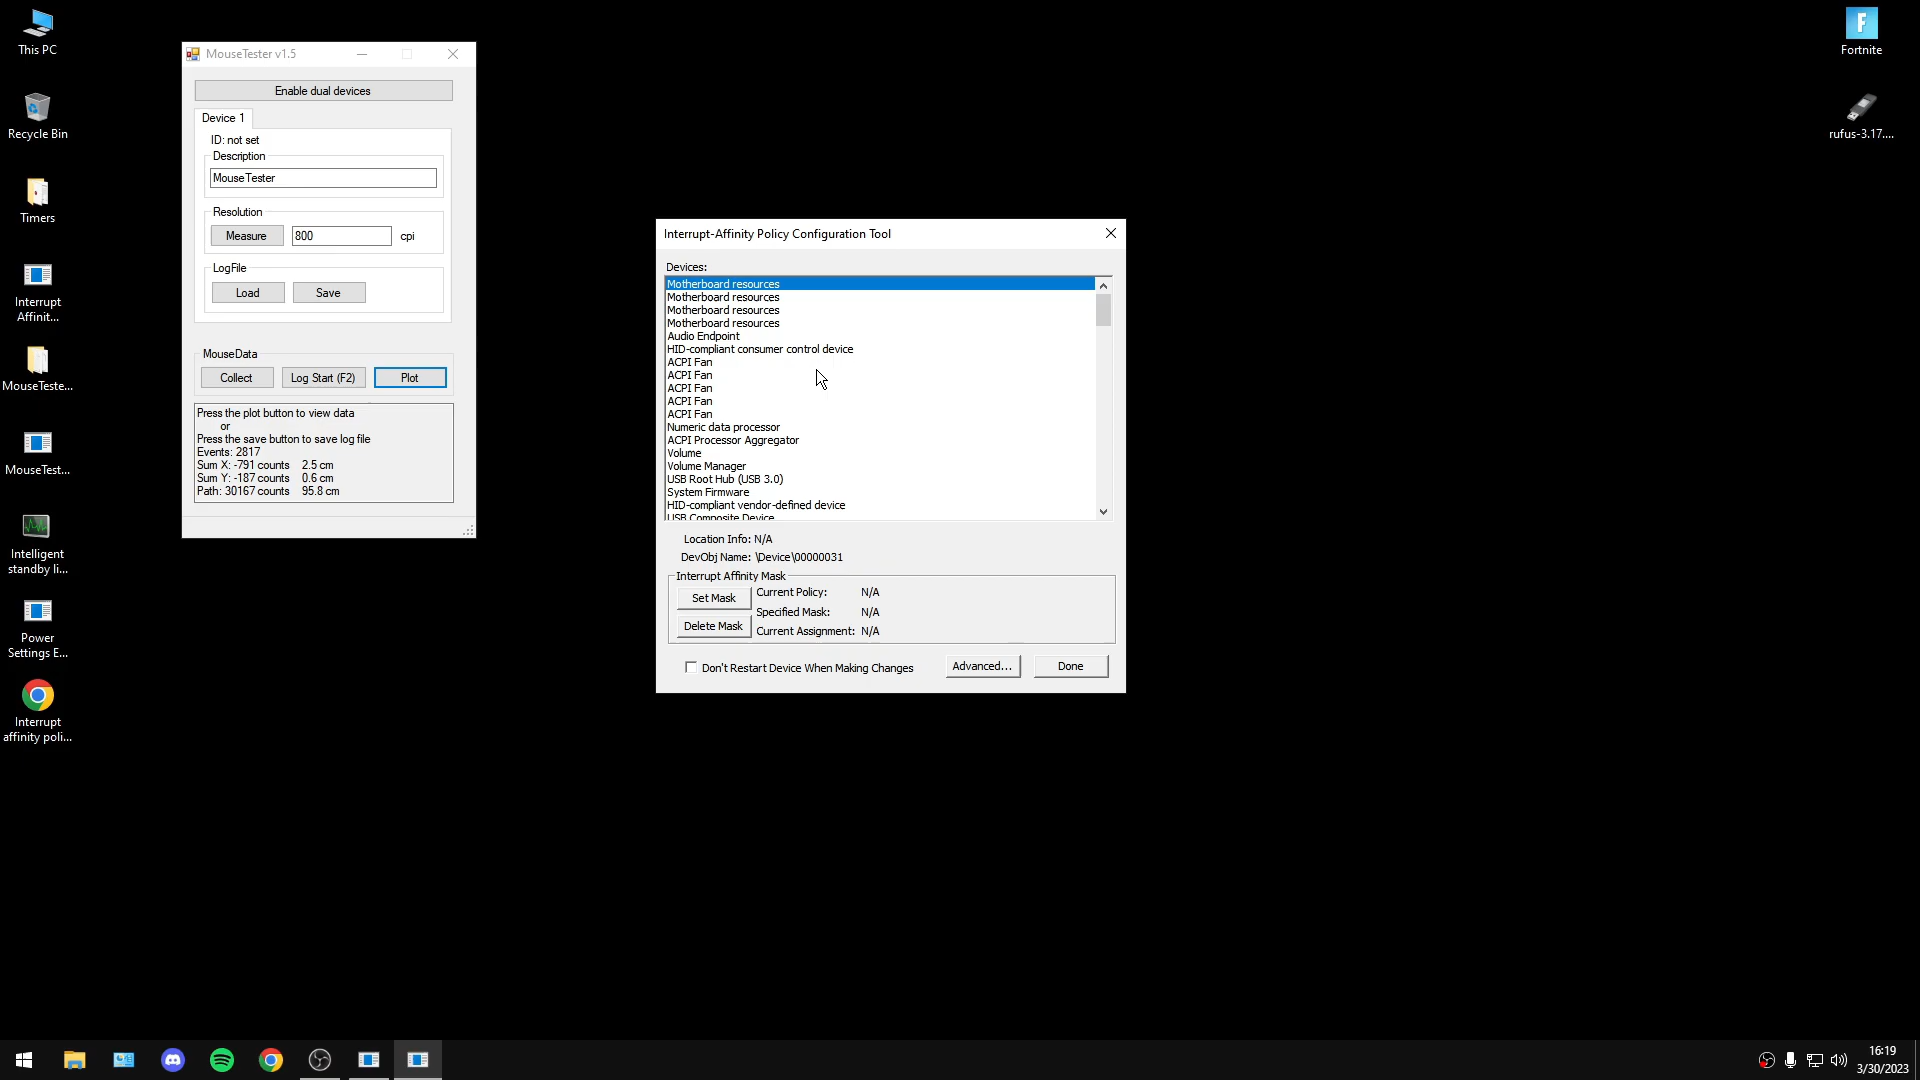 This PC
Recycle Bin
Timers
Interrupt
Affinit...
MouseTeste...
MouseTest...
Intelligent
standby li...
Power
Settings E...
Interrupt
affinity poli...
MouseTester v1.5
Enable dual devices
Device 1
ID: not set
Description
MouseTester
Resolution
Measure 800 cpi
LogFile
Load Save
MouseData
Collect Log Start (F2) Plot
Press the plot button to view data
or
Press the save button to save log file
Events: 2817
Sum X: -791 counts 2.5 cm
Sum Y: -187 counts 0.6 cm
Path: 30167 counts 95.8 cm
Interrupt-Affinity Policy Configuration Tool
Devices:
Motherboard resources
Motherboard resources
Motherboard resources
Motherboard resources
Audio Endpoint
HID-compliant consumer control device
ACPI Fan
ACPI Fan
ACPI Fan
ACPI Fan
ACPI Fan
Numeric data processor
ACPI Processor Aggregator
Volume
Volume Manager
USB Root Hub (USB 3.0)
System Firmware
HID-compliant vendor-defined device
USB Composite Device
Location Info: N/A
DevObj Name: \Device\00000031
Interrupt Affinity Mask
Set Mask
Delete Mask
Current Policy: N/A
Specified Mask: N/A
Current Assignment: N/A
Don't Restart Device When Making Changes
Advanced...
Done
Fortnite
rufus-3.17....
16:19
3/30/2023